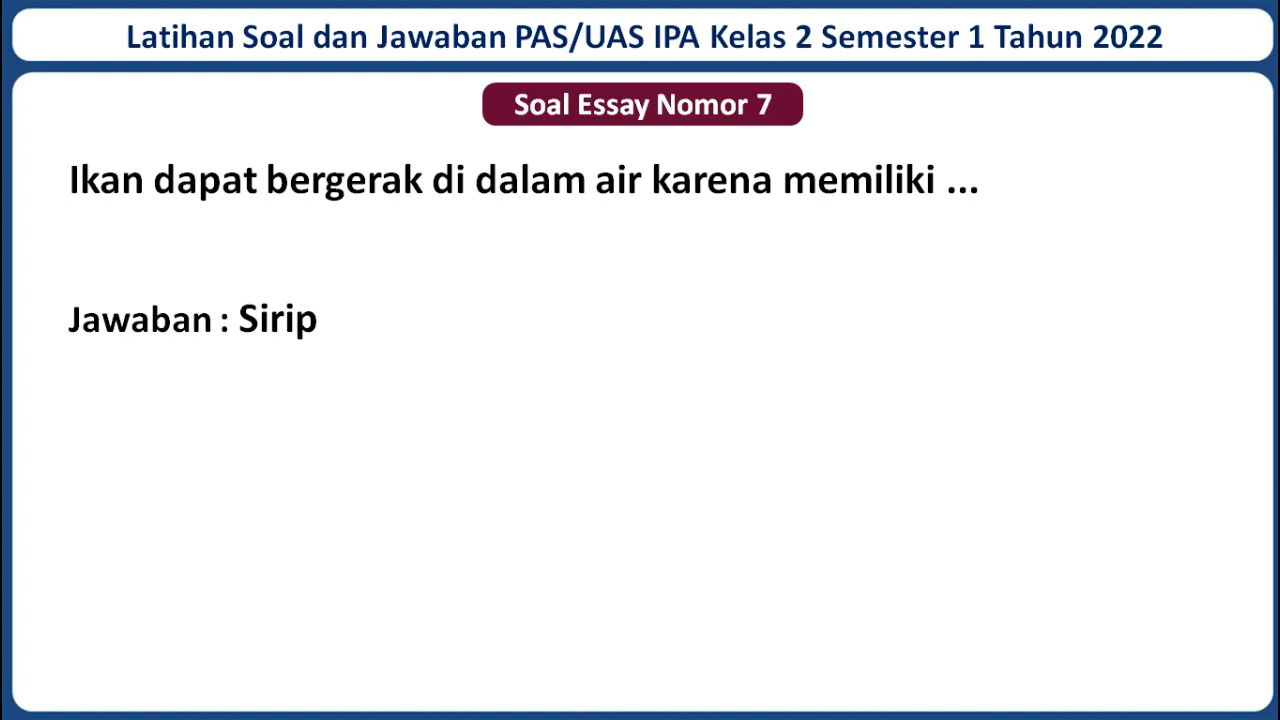 Latihan Soal dan Jawaban PAS/UAS IPA Kelas 2 Semester 1 Tahun 2022
Soal Essay Nomor 7
Ikan dapat bergerak di dalam air karena memiliki ...
Jawaban : Sirip